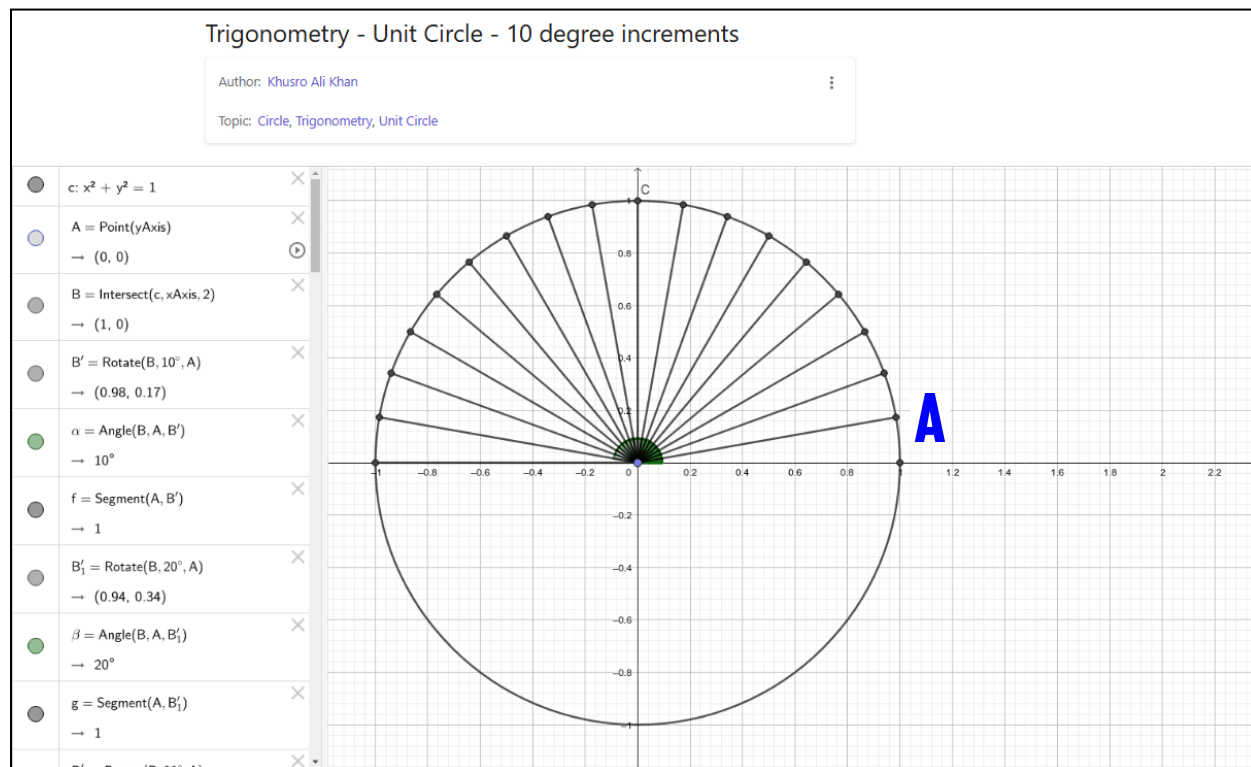 Trigonometry - Unit Circle - 10 degree increments
Author: Khusro Ali Khan
Topic: Circle, Trigonometry, Unit Circle
c: x² + y² = 1
A = Point(yAxis)
→ (0, 0)
B = Intersect(c, xAxis, 2)
→ (1, 0)
B′ = Rotate(B, 10°, A)
→ (0.98, 0.17)
α = Angle(B, A, B′)
→ 10°
f = Segment(A, B′)
→ 1
B′₁ = Rotate(B, 20°, A)
→ (0.94, 0.34)
β = Angle(B, A, B′₁)
→ 20°
g = Segment(A, B′₁)
→ 1
C
1
0.8
0.6
0.4
0.2
A
-1 -0.8 -0.6 -0.4 -0.2 0 0.2 0.4 0.6 0.8 1 1.2 1.4 1.6 1.8 2 2.2
-0.2
-0.4
-0.6
-0.8
-1